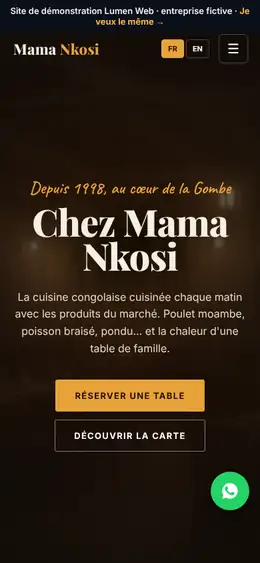 Site de démonstration Lumen Web · entreprise fictive · Je
veux le même →
Mama Nkosi
FR EN
Depuis 1998, au cœur de la Gombe
Chez Mama
Nkosi
La cuisine congolaise cuisinée chaque matin
avec les produits du marché. Poulet moambe,
poisson braisé, pondu… et la chaleur d'une
table de famille.
RÉSERVER UNE TABLE
DÉCOUVRIR LA CARTE